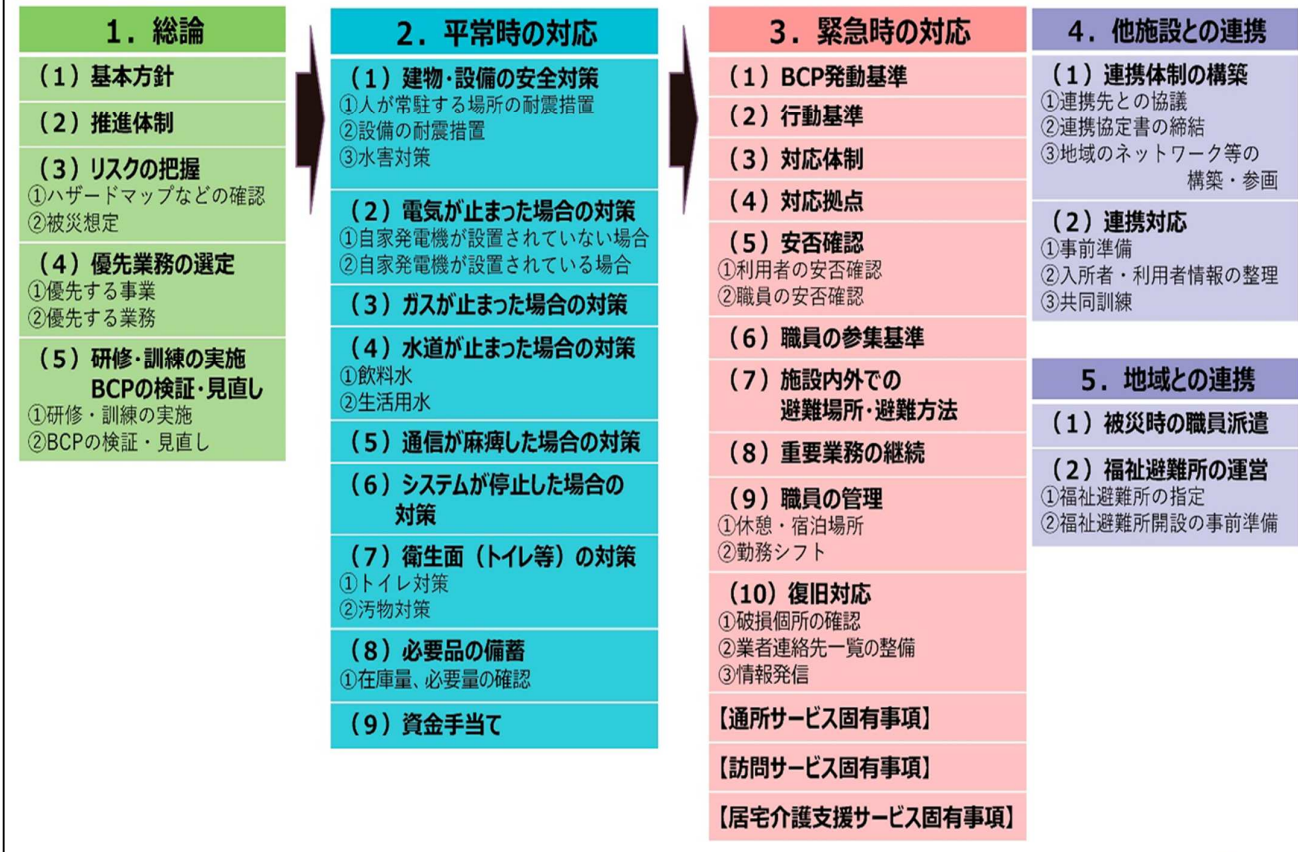 1．総論
（1）基本方針
（2）推進体制
（3）リスクの把握
①ハザードマップなどの確認
②被災想定
（4）優先業務の選定
①優先する事業
②優先する業務
（5）研修・訓練の実施
BCPの検証・見直し
①研修・訓練の実施
②BCPの検証・見直し
2．平常時の対応
（1）建物・設備の安全対策
①人が常駐する場所の耐震措置
②設備の耐震措置
③水害対策
（2）電気が止まった場合の対策
①自家発電機が設置されていない場合
②自家発電機が設置されている場合
（3）ガスが止まった場合の対策
（4）水道が止まった場合の対策
①飲料水
②生活用水
（5）通信が麻痺した場合の対策
（6）システムが停止した場合の
対策
（7）衛生面（トイレ等）の対策
①トイレ対策
②汚物対策
（8）必要品の備蓄
①在庫量、必要量の確認
（9）資金手当て
3．緊急時の対応
（1）BCP発動基準
（2）行動基準
（3）対応体制
（4）対応拠点
（5）安否確認
①利用者の安否確認
②職員の安否確認
（6）職員の参集基準
（7）施設内外での
避難場所・避難方法
（8）重要業務の継続
（9）職員の管理
①休憩・宿泊場所
②勤務シフト
（10）復旧対応
①破損個所の確認
②業者連絡先一覧の整備
③情報発信
【通所サービス固有事項】
【訪問サービス固有事項】
【居宅介護支援サービス固有事項】
4．他施設との連携
（1）連携体制の構築
①連携先との協議
②連携協定書の締結
③地域のネットワーク等の
構築・参画
（2）連携対応
①事前準備
②入所者・利用者情報の整理
③共同訓練
5．地域との連携
（1）被災時の職員派遣
（2）福祉避難所の運営
①福祉避難所の指定
②福祉避難所開設の事前準備